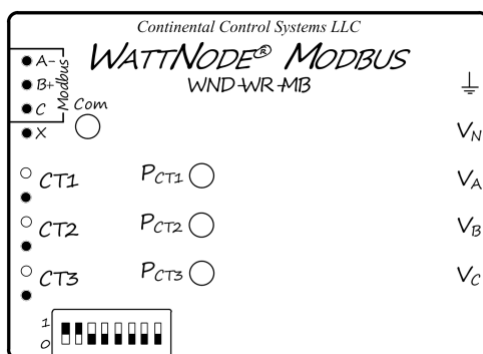 Continental Control Systems LLC
WATTNODE® MODBUS
WND-WR-MB
A-
B+
C
X
Modbus
Com
⏚
VN
CT1
PCT1
VA
CT2
PCT2
VB
CT3
PCT3
VC
1
0